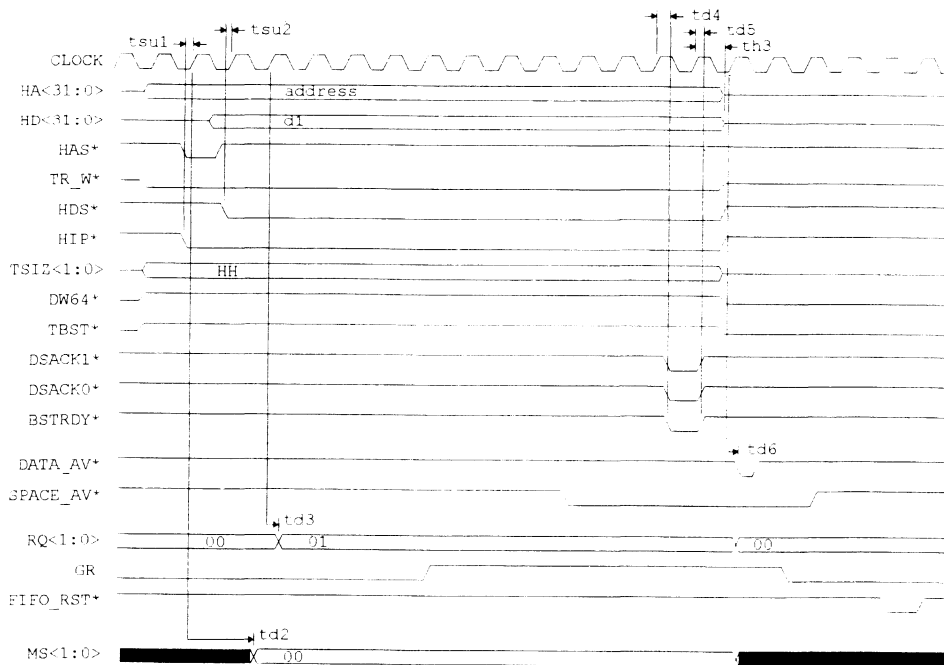 td4
tsu1
tsu2
td5
th3
CLOCK
HA<31:0>
address
HD<31:0>
d1
HAS*
TR_W*
HDS*
HIP*
TSIZ<1:0>
HH
DW64*
TBST*
DSACK1*
DSACK0*
BSTRDY*
td6
DATA_AV*
SPACE_AV*
td3
RQ<1:0>
00
01
00
GR
FIFO_RST*
td2
MS<1:0>
00